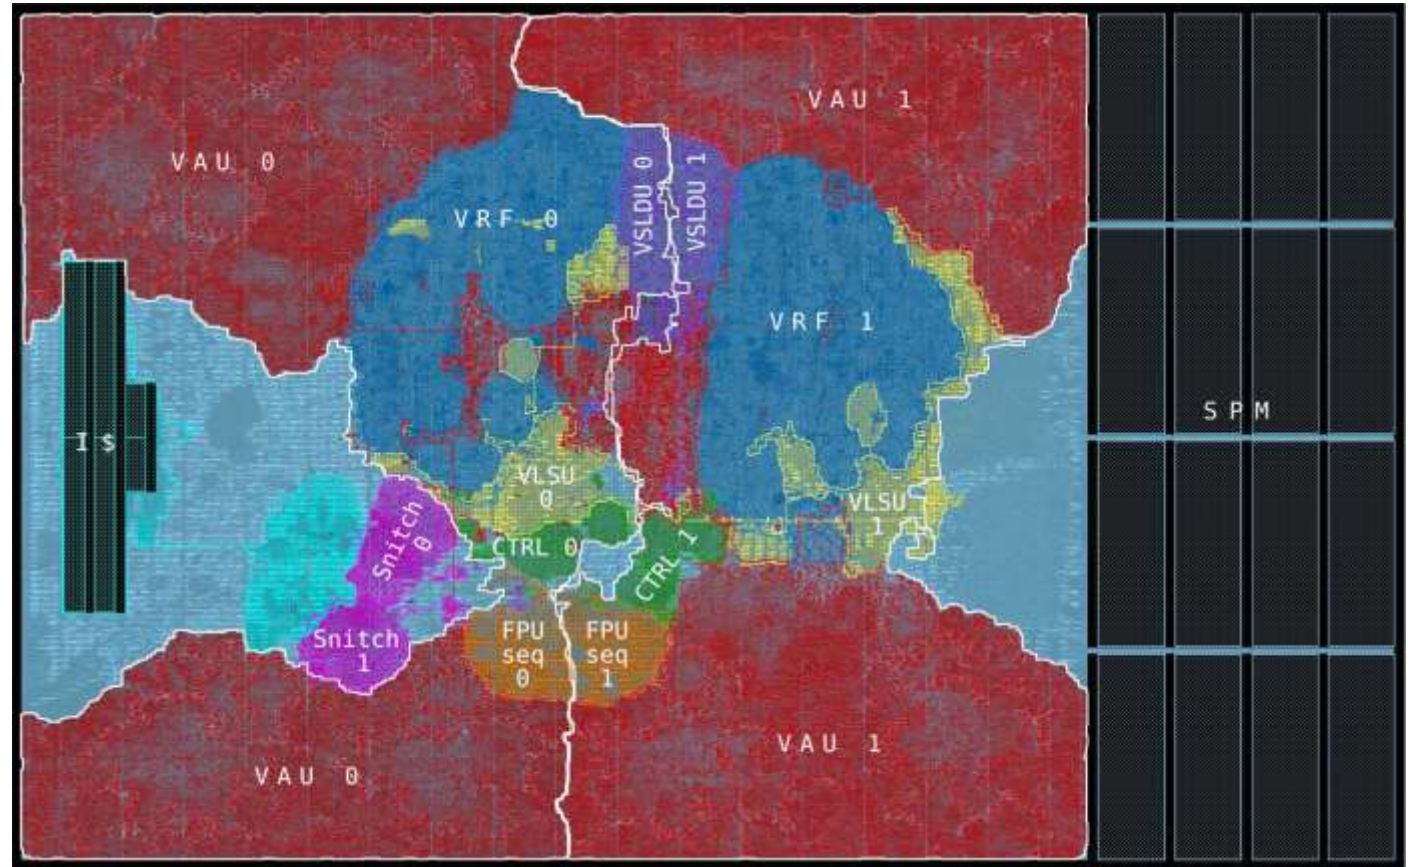 VAU 1
VAU 0
VSLDU 0
VSLDU 1
VRF 0
VRF 1
SPM
I$
VLSU
0
VLSU
1
Snitch
0
CTRL 0
CTRL 1
Snitch
1
FPU
seq
0
FPU
seq
1
VAU 1
VAU 0